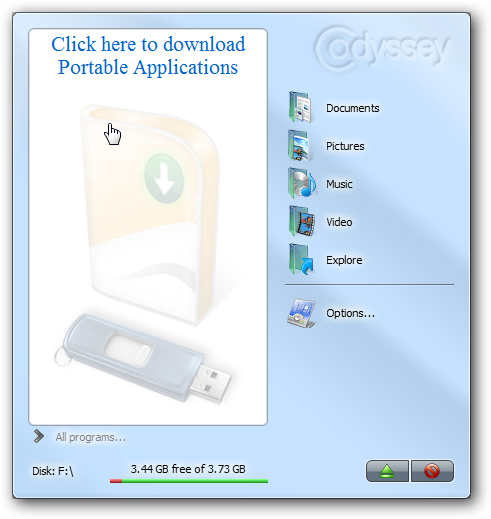 Click here to download
Portable Applications
Odyssey
Documents
Pictures
Music
Video
Explore
Options...
All programs...
Disk: F:\
3.44 GB free of 3.73 GB